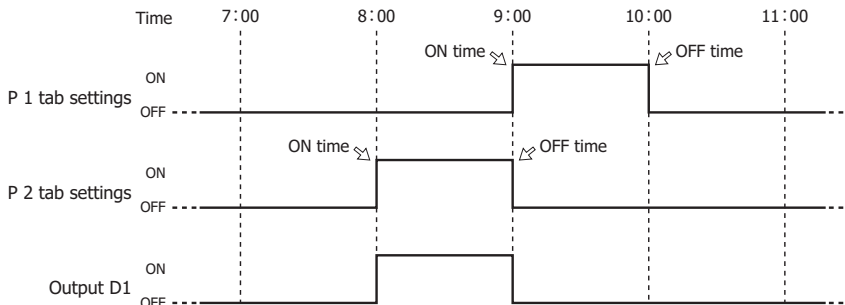 Time 7:00 8:00 9:00 10:00 11:00
ON time OFF time
ON
P 1 tab settings
OFF
ON time OFF time
ON
P 2 tab settings
OFF
ON
Output D1
OFF